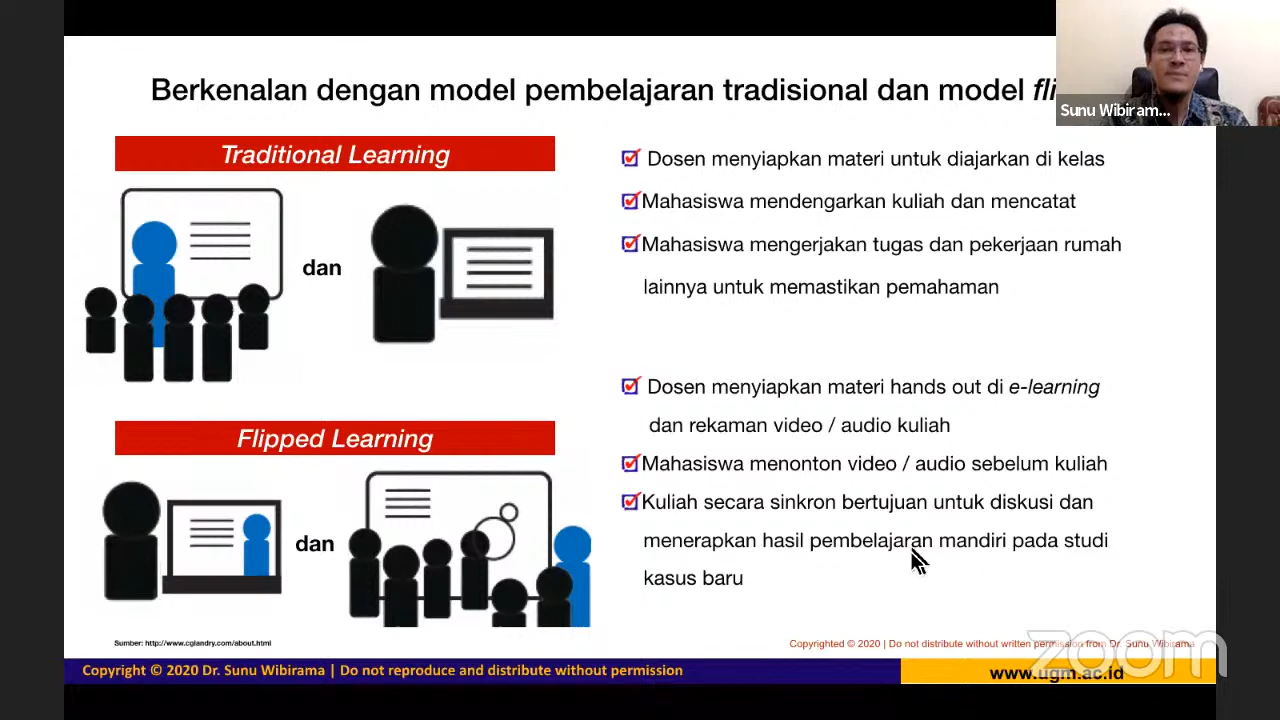 Berkenalan dengan model pembelajaran tradisional dan model fli
Sunu Wibiram...
Traditional Learning
dan
Dosen menyiapkan materi untuk diajarkan di kelas
Mahasiswa mendengarkan kuliah dan mencatat
Mahasiswa mengerjakan tugas dan pekerjaan rumah
lainnya untuk memastikan pemahaman
Flipped Learning
dan
Dosen menyiapkan materi hands out di e-learning
dan rekaman video / audio kuliah
Mahasiswa menonton video / audio sebelum kuliah
Kuliah secara sinkron bertujuan untuk diskusi dan
menerapkan hasil pembelajaran mandiri pada studi
kasus baru
Sumber: http://www.cglandry.com/about.html
Copyrighted © 2020 | Do not distribute without written permission from Dr. Sunu Wibirama
zoom
Copyright © 2020 Dr. Sunu Wibirama | Do not reproduce and distribute without permission
www.ugm.ac.id